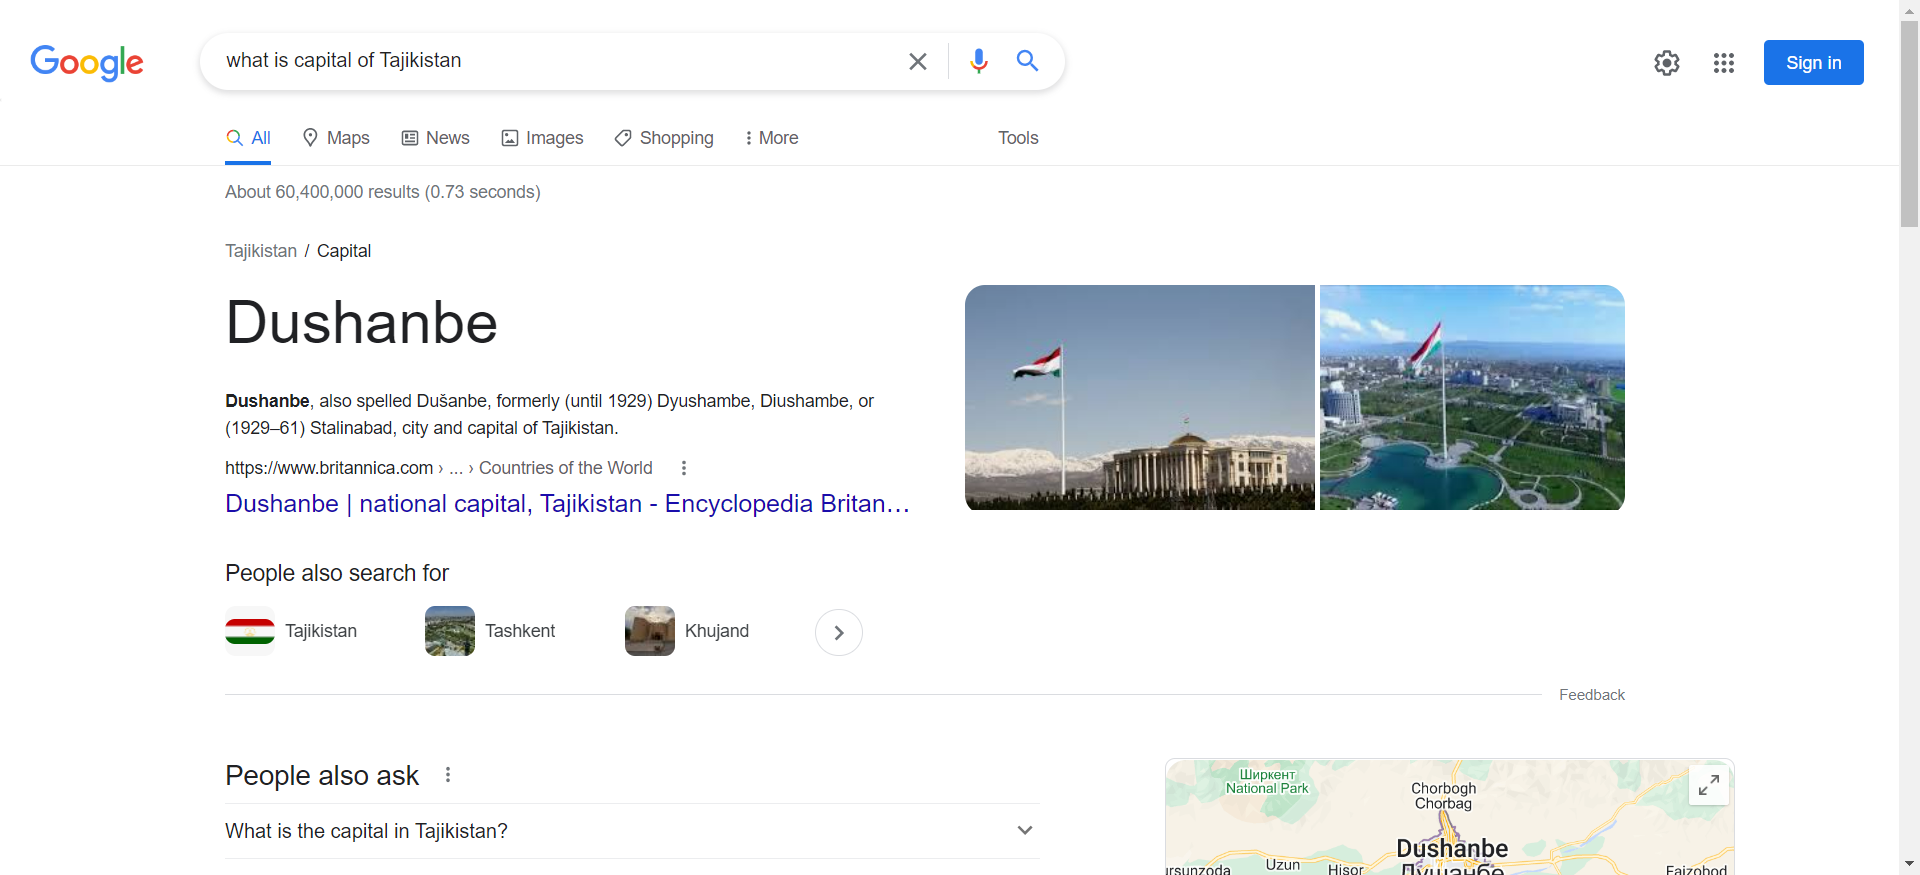 Google
what is capital of Tajikistan
Sign in
All
Maps
News
Images
Shopping
More
Tools
About 60,400,000 results (0.73 seconds)
Tajikistan / Capital
Dushanbe
Dushanbe, also spelled Dušanbe, formerly (until 1929) Dyushambe, Diushambe, or
(1929–61) Stalinabad, city and capital of Tajikistan.
https://www.britannica.com › ... › Countries of the World
Dushanbe | national capital, Tajikistan - Encyclopedia Britan...
People also search for
Tajikistan
Tashkent
Khujand
Feedback
People also ask
What is the capital in Tajikistan?
Ширкент
National Park
Chorbogh
Chorbag
Dushanbe
Душанбе
Uzun
Hisor
Faizobod